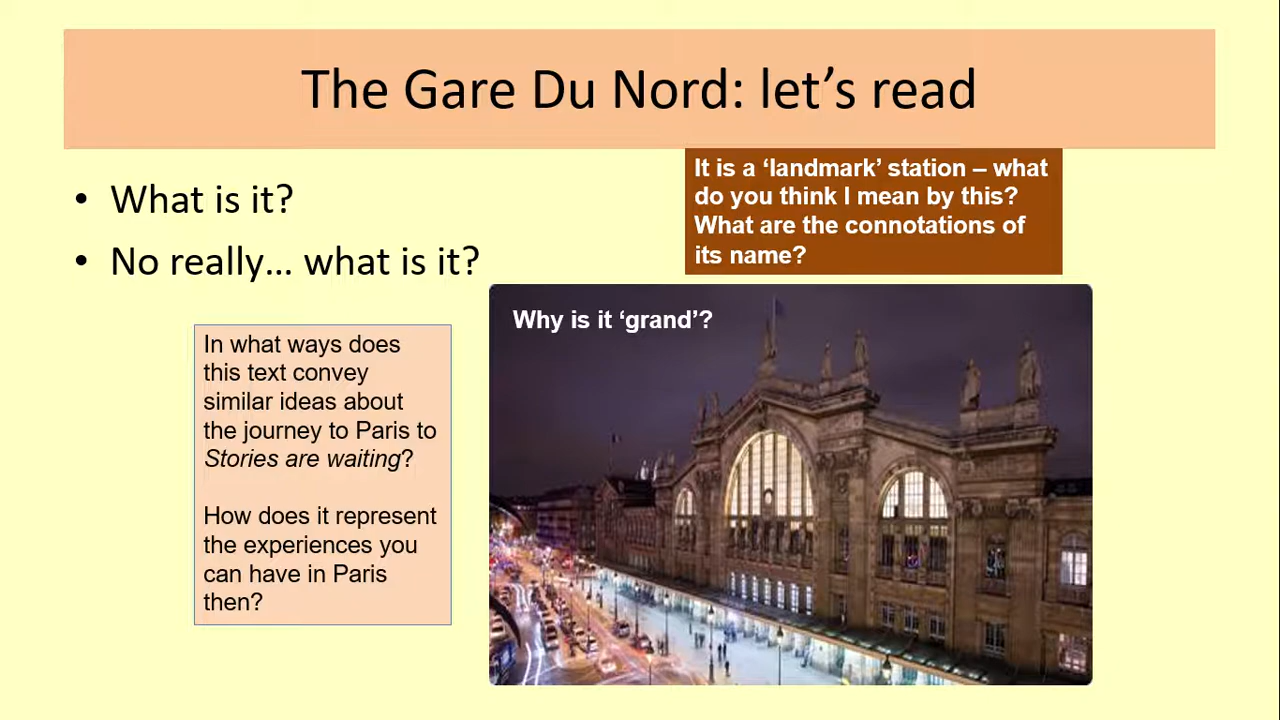 The Gare Du Nord: let’s read
• What is it?
• No really… what is it?
It is a ‘landmark’ station – what
do you think I mean by this?
What are the connotations of
its name?
Why is it ‘grand’?
In what ways does
this text convey
similar ideas about
the journey to Paris to
Stories are waiting?
How does it represent
the experiences you
can have in Paris
then?